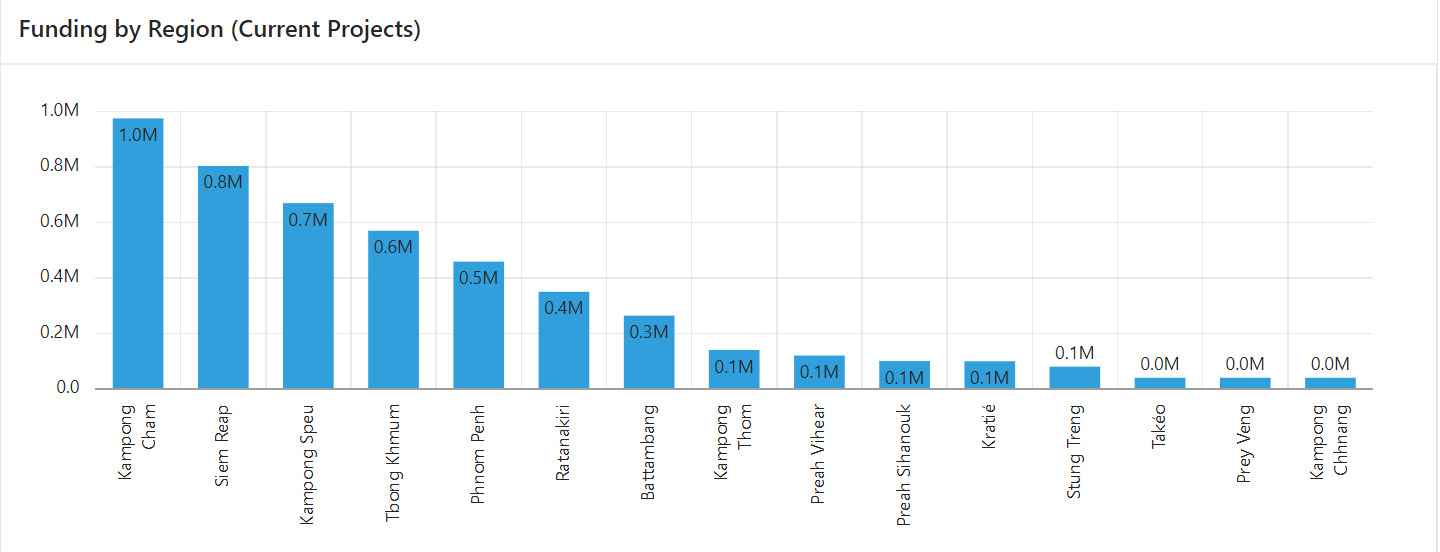 Funding by Region (Current Projects)
1.0M
0.8M
0.6M
0.4M
0.2M
0.0
1.0M
0.8M
0.7M
0.6M
0.5M
0.4M
0.3M
0.1M
0.1M
0.1M
0.1M
0.1M
0.0M
0.0M
0.0M
Kampong
Cham
Siem Reap
Kampong Speu
Tbong Khmum
Phnom Penh
Ratanakiri
Battambang
Kampong
Thom
Preah Vihear
Preah Sihanouk
Kratié
Stung Treng
Takéo
Prey Veng
Kampong
Chhnang